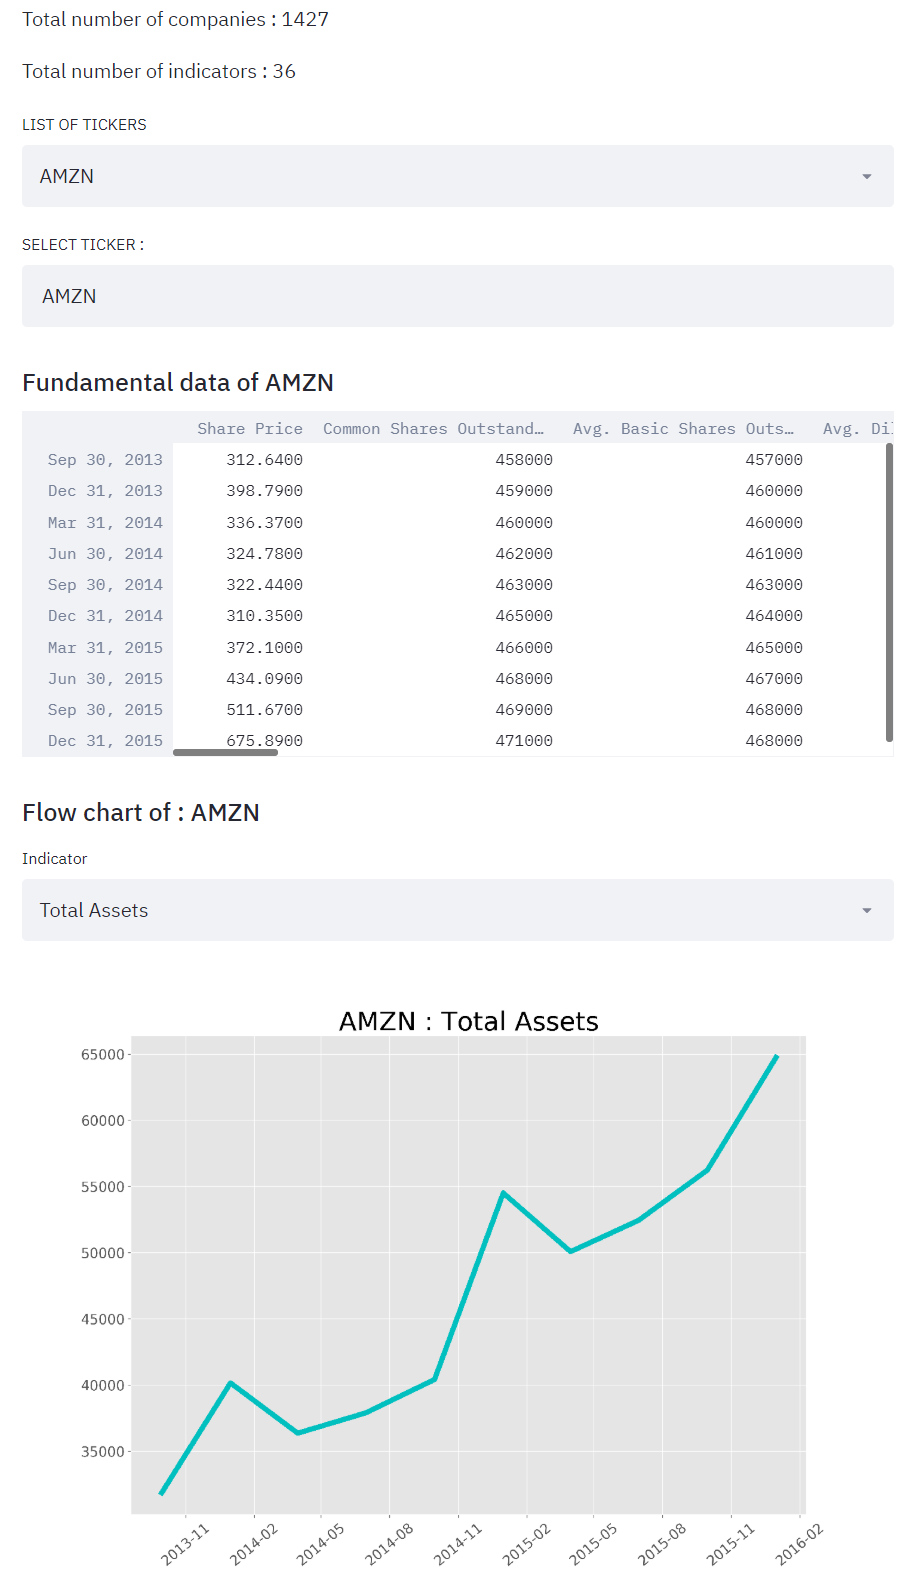 Total number of companies : 1427
Total number of indicators : 36
LIST OF TICKERS
AMZN
SELECT TICKER :
AMZN
Fundamental data of AMZN
Share Price Common Shares Outstand… Avg. Basic Shares Outs… Avg. Dil
Sep 30, 2013 312.6400 458000 457000
Dec 31, 2013 398.7900 459000 460000
Mar 31, 2014 336.3700 460000 460000
Jun 30, 2014 324.7800 462000 461000
Sep 30, 2014 322.4400 463000 463000
Dec 31, 2014 310.3500 465000 464000
Mar 31, 2015 372.1000 466000 465000
Jun 30, 2015 434.0900 468000 467000
Sep 30, 2015 511.6700 469000 468000
Dec 31, 2015 675.8900 471000 468000
Flow chart of : AMZN
Indicator
Total Assets
AMZN : Total Assets
65000
60000
55000
50000
45000
40000
35000
2013-11 2014-02 2014-05 2014-08 2014-11 2015-02 2015-05 2015-08 2015-11 2016-02